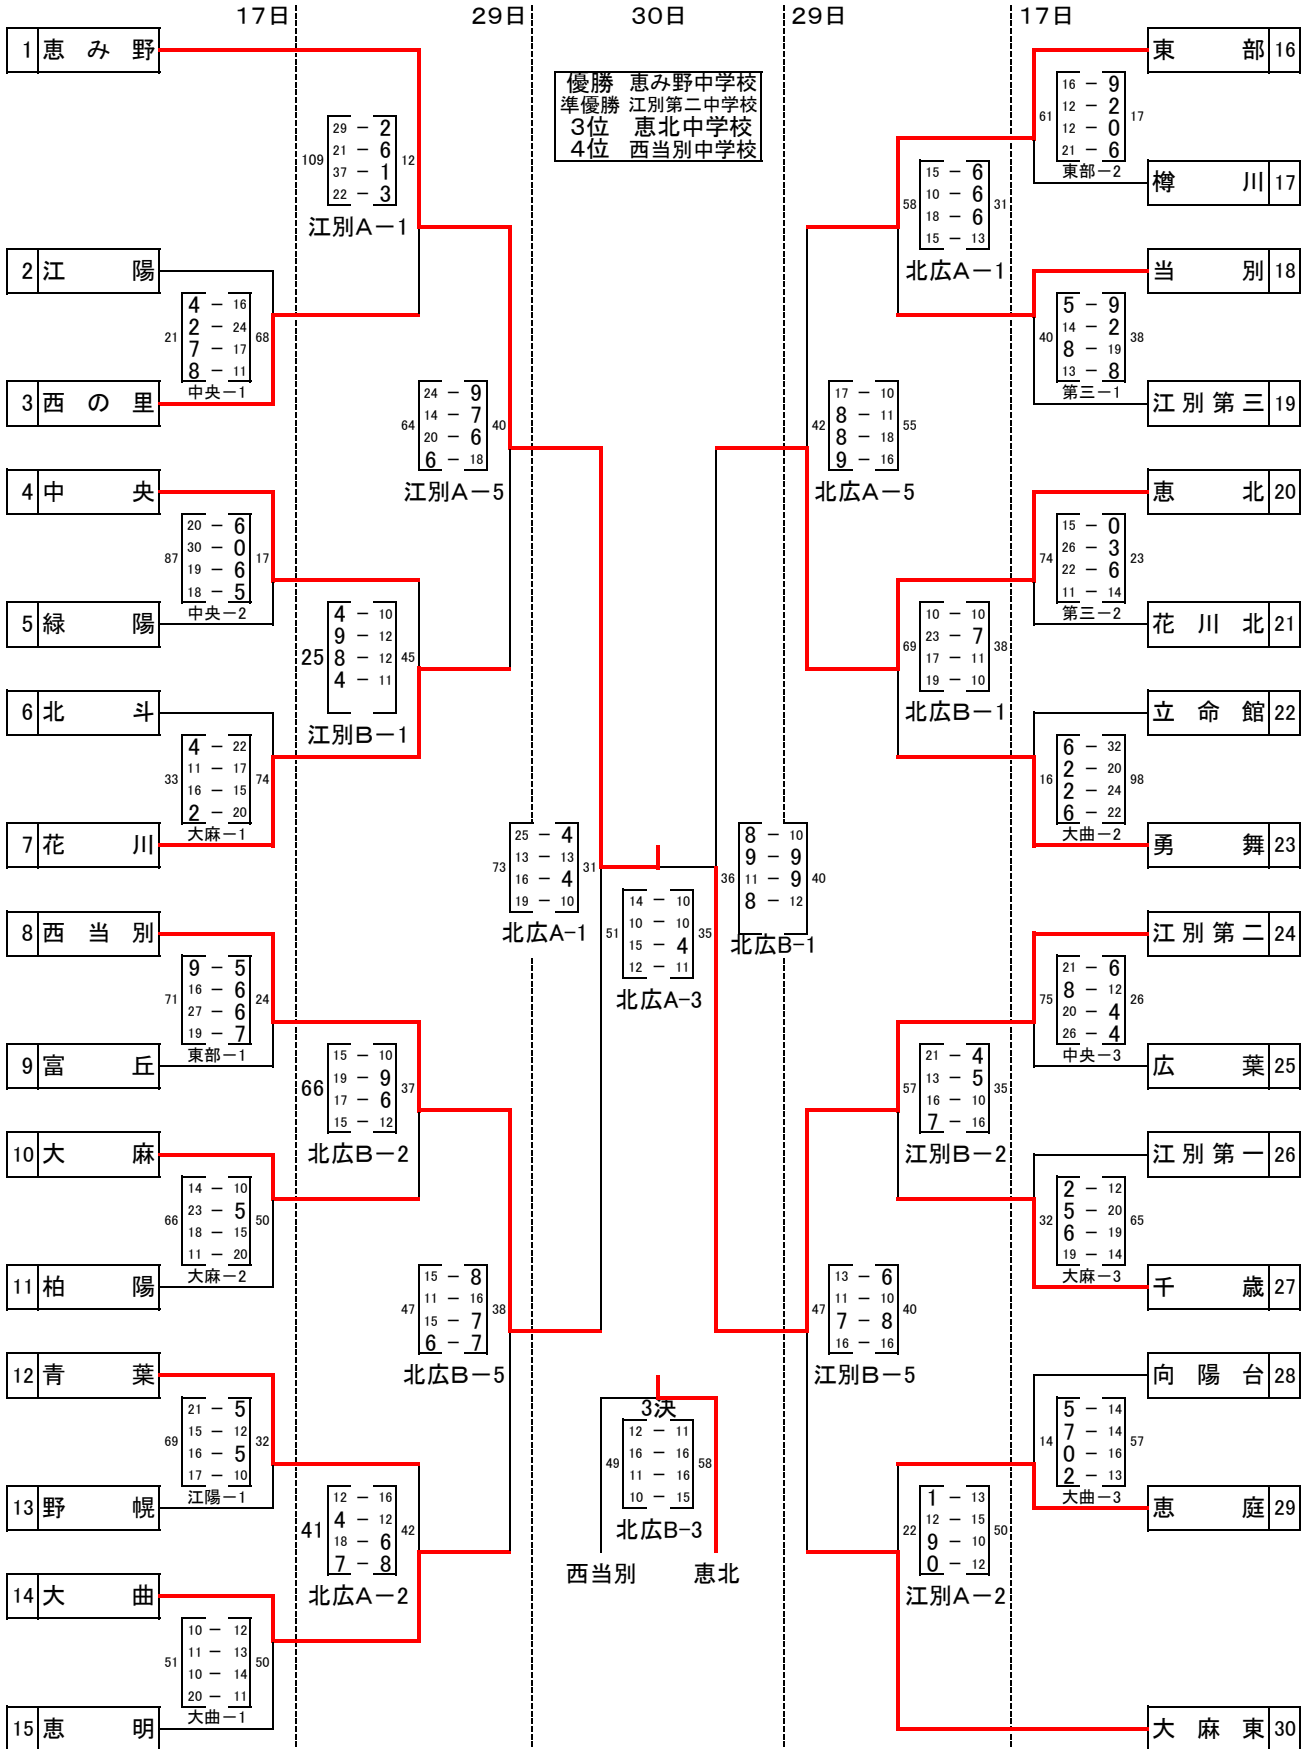 17日
29日
30日
29日
17日
優勝 恵み野中学校
準優勝 江別第二中学校
3位 恵北中学校
4位 西当別中学校
1 恵み野
109
29 － 2
21 － 6
37 － 1
22 － 3
12
江別A－1
2 江陽
21
4 － 16
2 － 24
7 － 17
8 － 11
68
中央－1
3 西の里
64
24 － 9
14 － 7
20 － 6
6 － 18
40
江別A－5
4 中央
87
20 － 6
30 － 0
19 － 6
18 － 5
17
中央－2
5 緑陽
25
4 － 10
9 － 12
8 － 12
4 － 11
45
江別B－1
6 北斗
33
4 － 22
11 － 17
16 － 15
2 － 20
74
大麻－1
7 花川
73
25 － 4
13 － 13
16 － 4
19 － 10
31
北広A-1
8 西当別
71
9 － 5
16 － 6
27 － 6
19 － 7
24
東部－1
9 富丘
66
15 － 10
19 － 9
17 － 6
15 － 12
37
北広B－2
10 大麻
66
14 － 10
23 － 5
18 － 15
11 － 20
50
大麻－2
11 柏陽
47
15 － 8
11 － 16
15 － 7
6 － 7
38
北広B－5
12 青葉
69
21 － 5
15 － 12
16 － 5
17 － 10
32
江陽－1
13 野幌
41
12 － 16
4 － 12
18 － 6
7 － 8
42
北広A－2
14 大曲
51
10 － 12
11 － 13
10 － 14
20 － 11
50
大曲－1
15 恵明
51
14 － 10
10 － 10
15 － 4
12 － 11
35
北広A-3
3決
49
12 － 11
16 － 16
11 － 16
10 － 15
58
北広B-3
西当別 恵北
東部 16
61
16 － 9
12 － 2
12 － 0
21 － 6
17
東部－2
樽川 17
58
15 － 6
10 － 6
18 － 6
15 － 13
31
北広A－1
当別 18
40
5 － 9
14 － 2
8 － 19
13 － 8
38
第三－1
江別第三 19
42
17 － 10
8 － 11
8 － 18
9 － 16
55
北広A－5
恵北 20
74
15 － 0
26 － 3
22 － 6
11 － 14
23
第三－2
花川北 21
69
10 － 10
23 － 7
17 － 11
19 － 10
38
北広B－1
立命館 22
16
6 － 32
2 － 20
2 － 24
6 － 22
98
大曲－2
勇舞 23
36
8 － 10
9 － 9
11 － 9
8 － 12
40
北広B-1
江別第二 24
75
21 － 6
8 － 12
20 － 4
26 － 4
26
中央－3
広葉 25
57
21 － 4
13 － 5
16 － 10
7 － 16
35
江別B－2
江別第一 26
32
2 － 12
5 － 20
6 － 19
19 － 14
65
大麻－3
千歳 27
47
13 － 6
11 － 10
7 － 8
16 － 16
40
江別B－5
向陽台 28
14
5 － 14
7 － 14
0 － 16
2 － 13
57
大曲－3
恵庭 29
22
1 － 13
12 － 15
9 － 10
0 － 12
50
江別A－2
大麻東 30